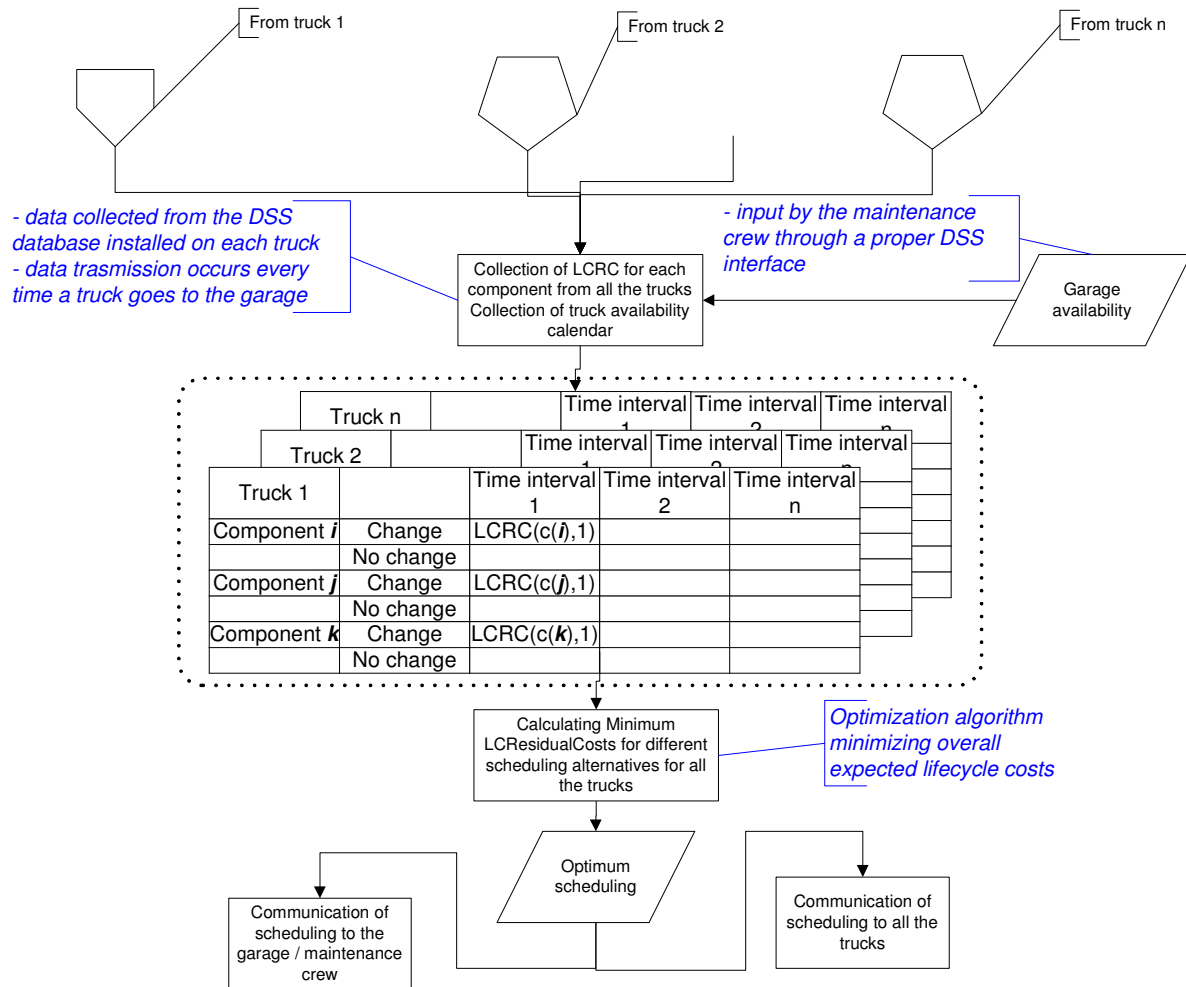 From truck 1
From truck 2
From truck n
- data collected from the DSS
database installed on each truck
- data trasmission occurs every
time a truck goes to the garage
- input by the maintenance
crew through a proper DSS
interface
Collection of LCRC for each
component from all the trucks
Collection of truck availability
calendar
Garage
availability
Truck n
Time interval
1
Time interval
2
Time interval
n
Truck 2
Time interval
1
Time interval
2
Time interval
n
Truck 1
Time interval
1
Time interval
2
Time interval
n
Component i Change LCRC(c(i),1)
No change
Component j Change LCRC(c(j),1)
No change
Component k Change LCRC(c(k),1)
No change
Calculating Minimum
LCResidualCosts for different
scheduling alternatives for all
the trucks
Optimization algorithm
minimizing overall
expected lifecycle costs
Optimum
scheduling
Communication of
scheduling to the
garage / maintenance
crew
Communication of
scheduling to all the
trucks